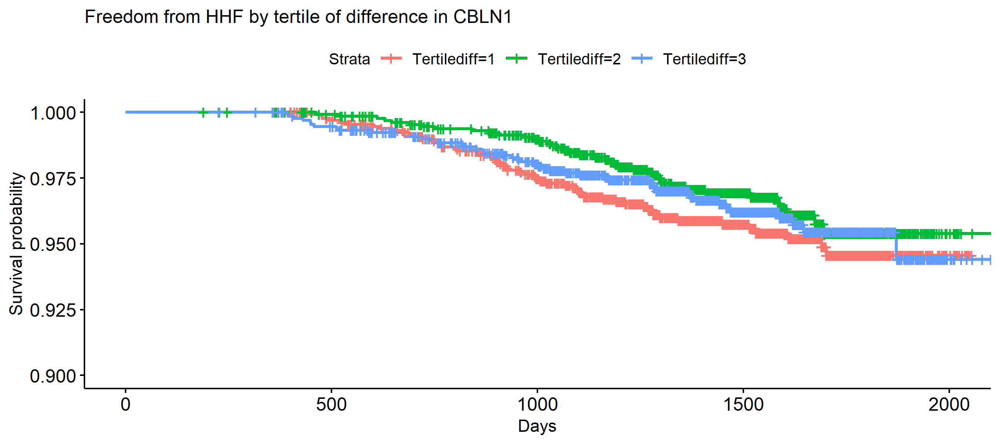 Freedom from HHF by tertile of difference in CBLN1
Strata Tertilediff=1 Tertilediff=2 Tertilediff=3
Survival probability
1.000
0.975
0.950
0.925
0.900
0 500 1000 1500 2000
Days